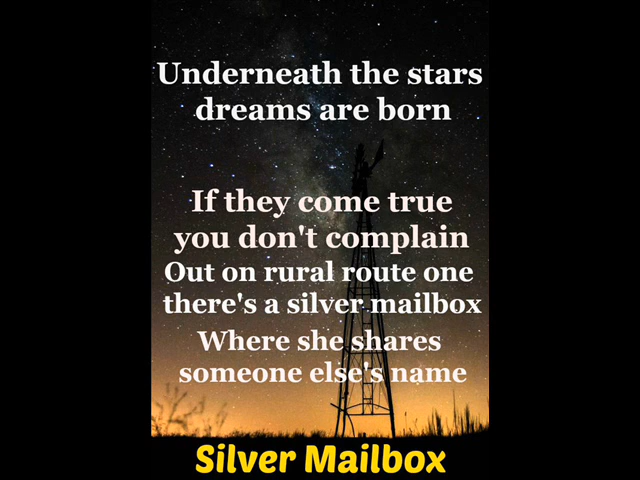 Underneath the stars
dreams are born
If they come true
you don't complain
Out on rural route one
there's a silver mailbox
Where she shares
someone else's name
Silver Mailbox